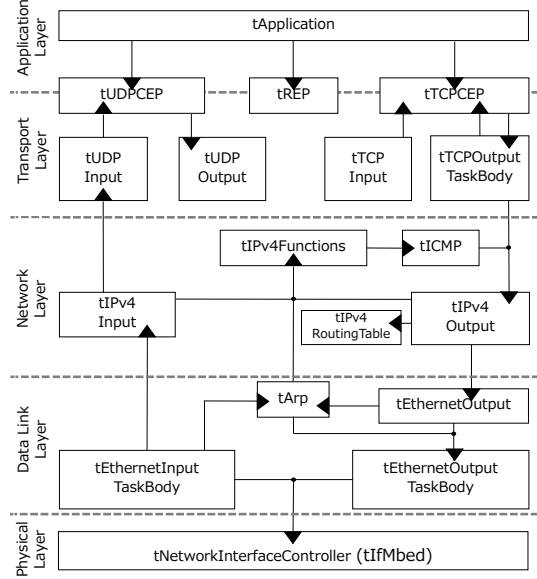 Application
Layer
tApplication
tUDPCEP
tREP
tTCPCEP
Transport
Layer
tUDP
Input
tUDP
Output
tTCP
Input
tTCPOutput
TaskBody
Network
Layer
tIPv4Functions
tICMP
tIPv4
Input
tIPv4
RoutingTable
tIPv4
Output
Data Link
Layer
tArp
tEthernetOutput
tEthernetInput
TaskBody
tEthernetOutput
TaskBody
Physical
Layer
tNetworkInterfaceController (tIfMbed)